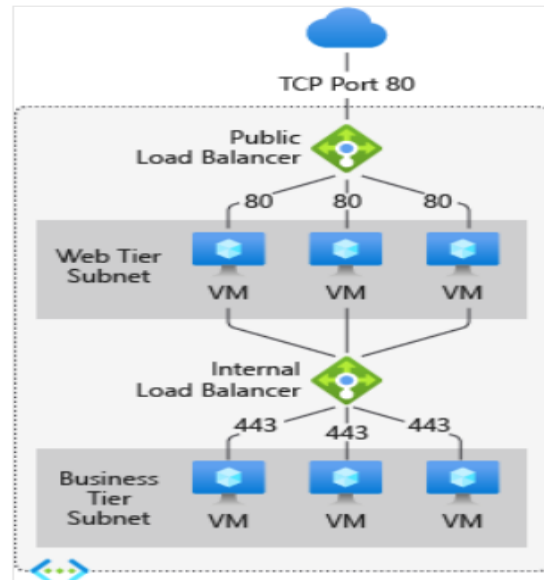 TCP Port 80
Public
Load Balancer
80 80 80
Web Tier
Subnet
VM VM VM
Internal
Load Balancer
443 443 443
Business
Tier
Subnet
VM VM VM